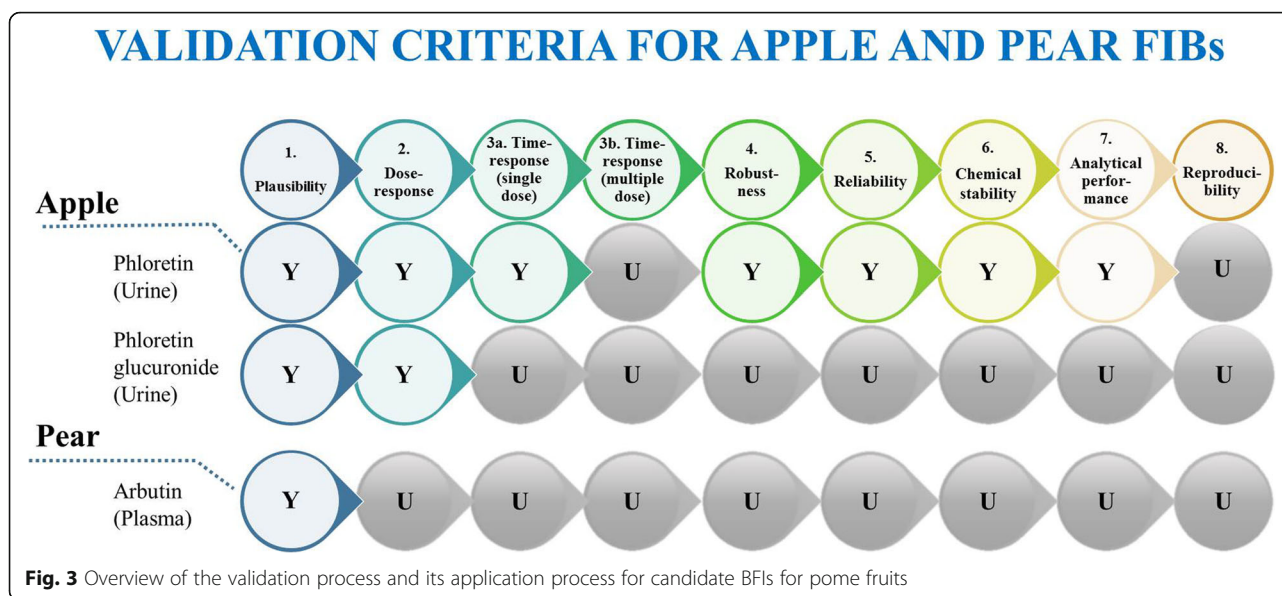 VALIDATION CRITERIA FOR APPLE AND PEAR FIBs
1.
Plausibility
2.
Dose-
response
3a. Time-
response
(single
dose)
3b. Time-
response
(multiple
dose)
4.
Robust-
ness
5.
Reliability
6.
Chemical
stability
7.
Analytical
perfor-
mance
8.
Reproduci-
bility
Apple
Phloretin
(Urine)
Y Y Y U Y Y Y Y U
Phloretin
glucuronide
(Urine)
Y Y U U U U U U U
Pear
Arbutin
(Plasma)
Y U U U U U U U U
Fig. 3 Overview of the validation process and its application process for candidate BFIs for pome fruits